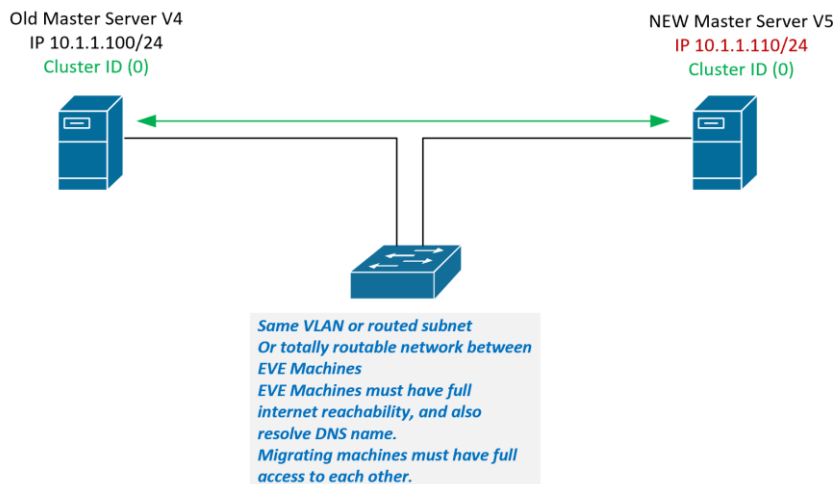 Old Master Server V4
IP 10.1.1.100/24
Cluster ID (0)
NEW Master Server V5
IP 10.1.1.110/24
Cluster ID (0)
Same VLAN or routed subnet
Or totally routable network between
EVE Machines
EVE Machines must have full
internet reachability, and also
resolve DNS name.
Migrating machines must have full
access to each other.